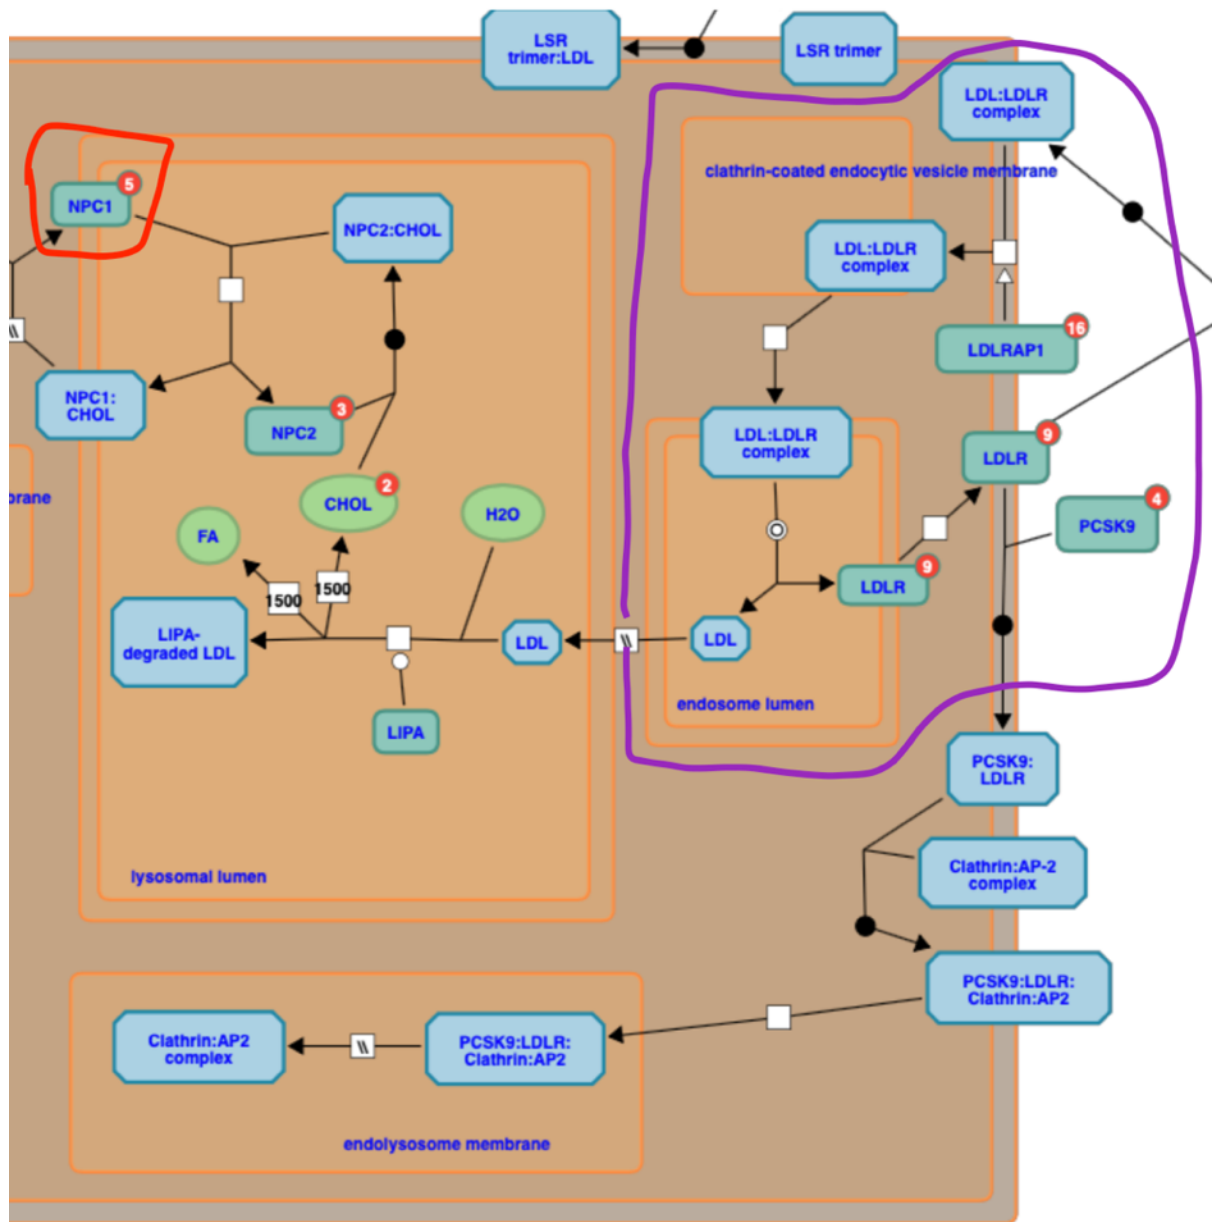 LSR
trimer:LDL
LSR trimer
LDL:LDLR
complex
clathrin-coated endocytic vesicle membrane
5
NPC1
NPC2:CHOL
LDL:LDLR
complex
16
LDLRAP1
\\
NPC1:
CHOL
3
NPC2
LDL:LDLR
complex
9
LDLR
2
CHOL
H2O
brane
4
PCSK9
FA
1500
1500
9
LDLR
LIPA-
degraded LDL
LDL
\\
LDL
endosome lumen
LIPA
PCSK9:
LDLR
lysosomal lumen
Clathrin:AP-2
complex
PCSK9:LDLR:
Clathrin:AP2
Clathrin:AP2
complex
\\
PCSK9:LDLR:
Clathrin:AP2
endolysosome membrane